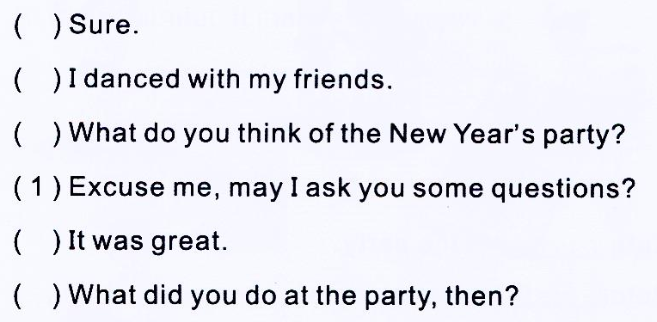 (  ) Sure.
(  ) I danced with my friends.
(  ) What do you think of the New Year's party?
( 1 ) Excuse me, may I ask you some questions?
(  ) It was great.
(  ) What did you do at the party, then?